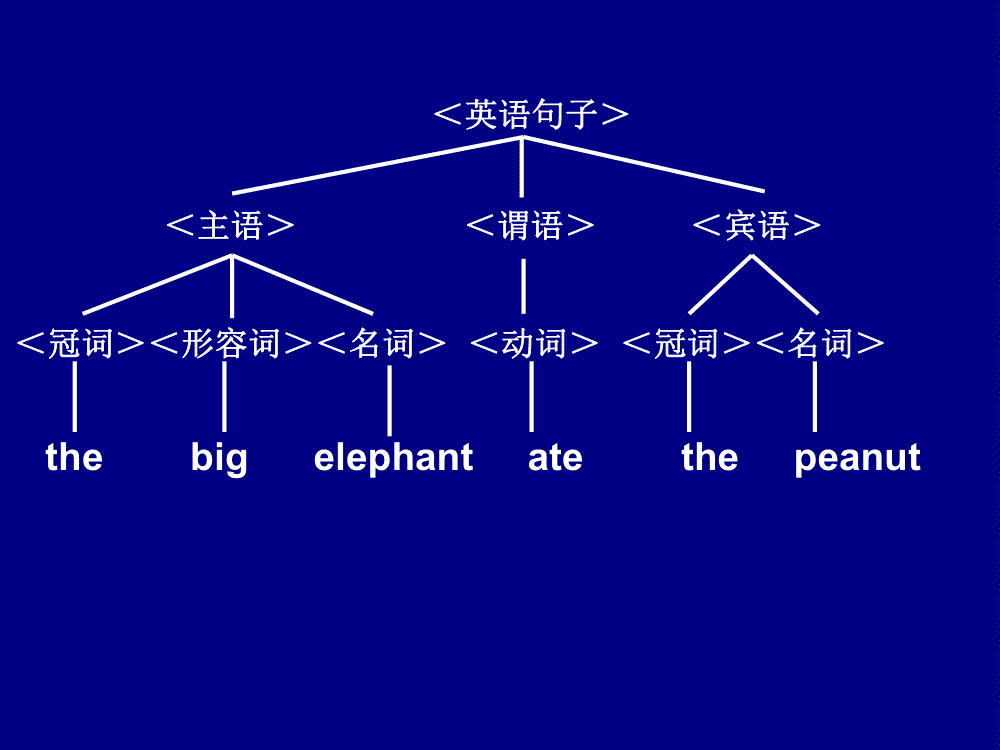 ＜英语句子＞
＜主语＞ ＜谓语＞ ＜宾语＞
＜冠词＞＜形容词＞＜名词＞ ＜动词＞ ＜冠词＞＜名词＞
the big elephant ate the peanut